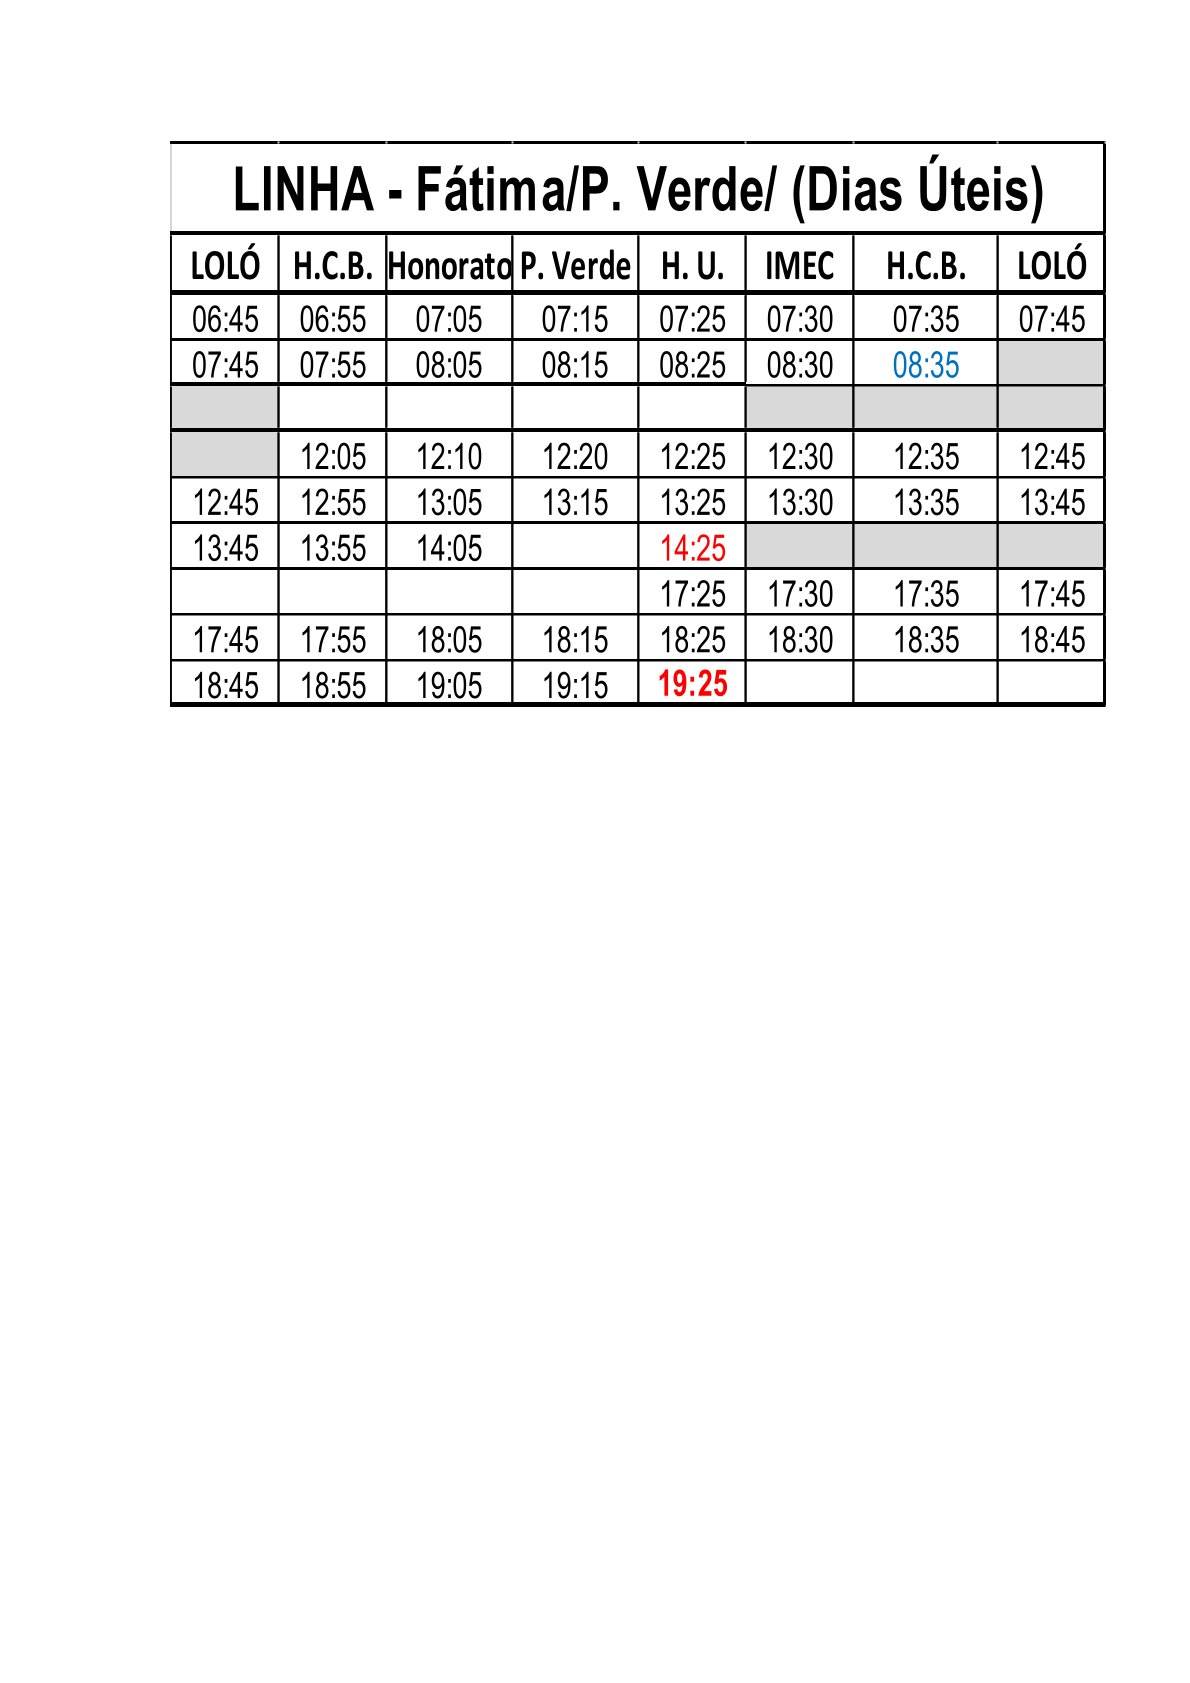 LINHA - Fátima/P. Verde/ (Dias Úteis)
LOLÓ H.C.B. Honorato P. Verde H. U. IMEC H.C.B. LOLÓ
06:45 06:55 07:05 07:15 07:25 07:30 07:35 07:45
07:45 07:55 08:05 08:15 08:25 08:30 08:35
12:05 12:10 12:20 12:25 12:30 12:35 12:45
12:45 12:55 13:05 13:15 13:25 13:30 13:35 13:45
13:45 13:55 14:05 14:25
17:25 17:30 17:35 17:45
17:45 17:55 18:05 18:15 18:25 18:30 18:35 18:45
18:45 18:55 19:05 19:15 19:25